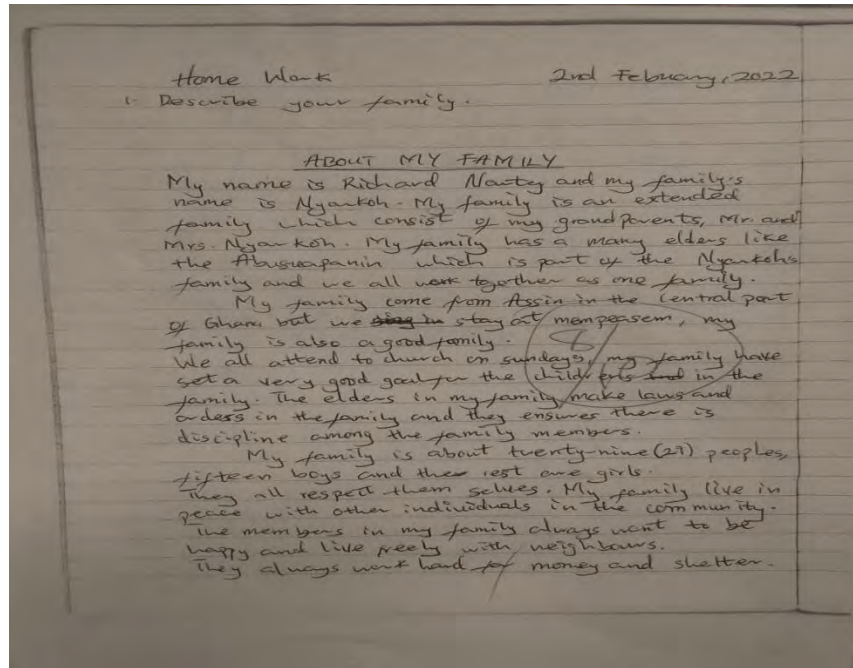 Home Work 2nd February, 2022
1. Describe your family.
ABOUT MY FAMILY
My name is Richard Nartey and my family's
name is Nyarkoh. My family is an extended
family which consist of my grandparents, Mr. and
Mrs. Nyarkoh. My family has a many elders like
the Abusuapanin which is part of the Nyarkohs
family and we all work together as one family.
My family come from Assin in the Central part
of Ghana but we stay at mempeasem, my
family is also a good family.
We all attend to church on sundays, my family have
set a very good goal for the childrens in the
family. The elders in my family make laws and
orders in the family and they ensures there is
discipline among the family members.
My family is about twenty-nine (29) peoples,
fifteen boys and the rest are girls.
They all respect them selves. My family live in
peace with other individuals in the community.
The members in my family always want to be
happy and live freely with neighbours.
They always work hard for money and shelter.